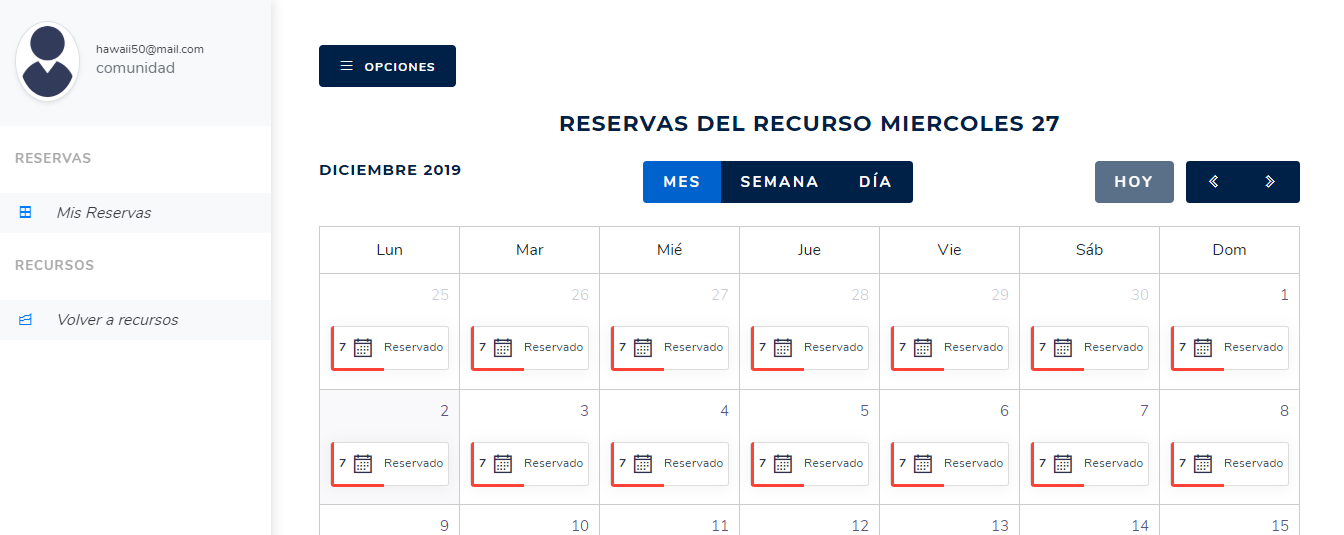 hawaii50@mail.com
comunidad
RESERVAS
Mis Reservas
RECURSOS
Volver a recursos
OPCIONES
RESERVAS DEL RECURSO MIERCOLES 27
DICIEMBRE 2019
MES SEMANA DÍA
HOY
Lun Mar Mié Jue Vie Sáb Dom
25 26 27 28 29 30 1
7 Reservado 7 Reservado 7 Reservado 7 Reservado 7 Reservado 7 Reservado 7 Reservado
2 3 4 5 6 7 8
7 Reservado 7 Reservado 7 Reservado 7 Reservado 7 Reservado 7 Reservado 7 Reservado
9 10 11 12 13 14 15